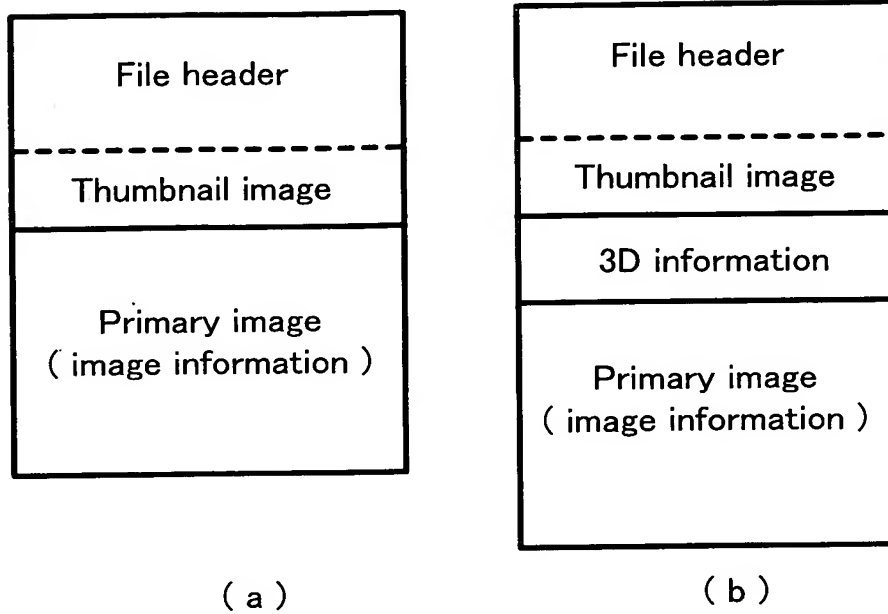 File header
Thumbnail image
Primary image
( image information )
( a )
File header
Thumbnail image
3D information
Primary image
( image information )
( b )